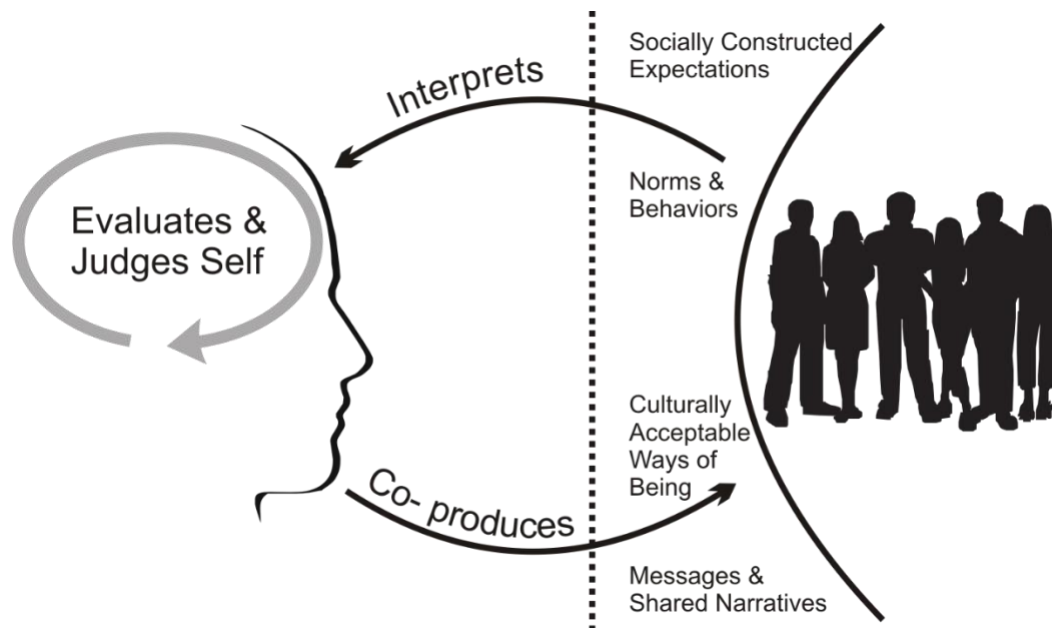 Socially Constructed
Expectations
Interprets
Norms &
Behaviors
Evaluates &
Judges Self
Culturally
Acceptable
Ways of
Being
Co- produces
Messages &
Shared Narratives